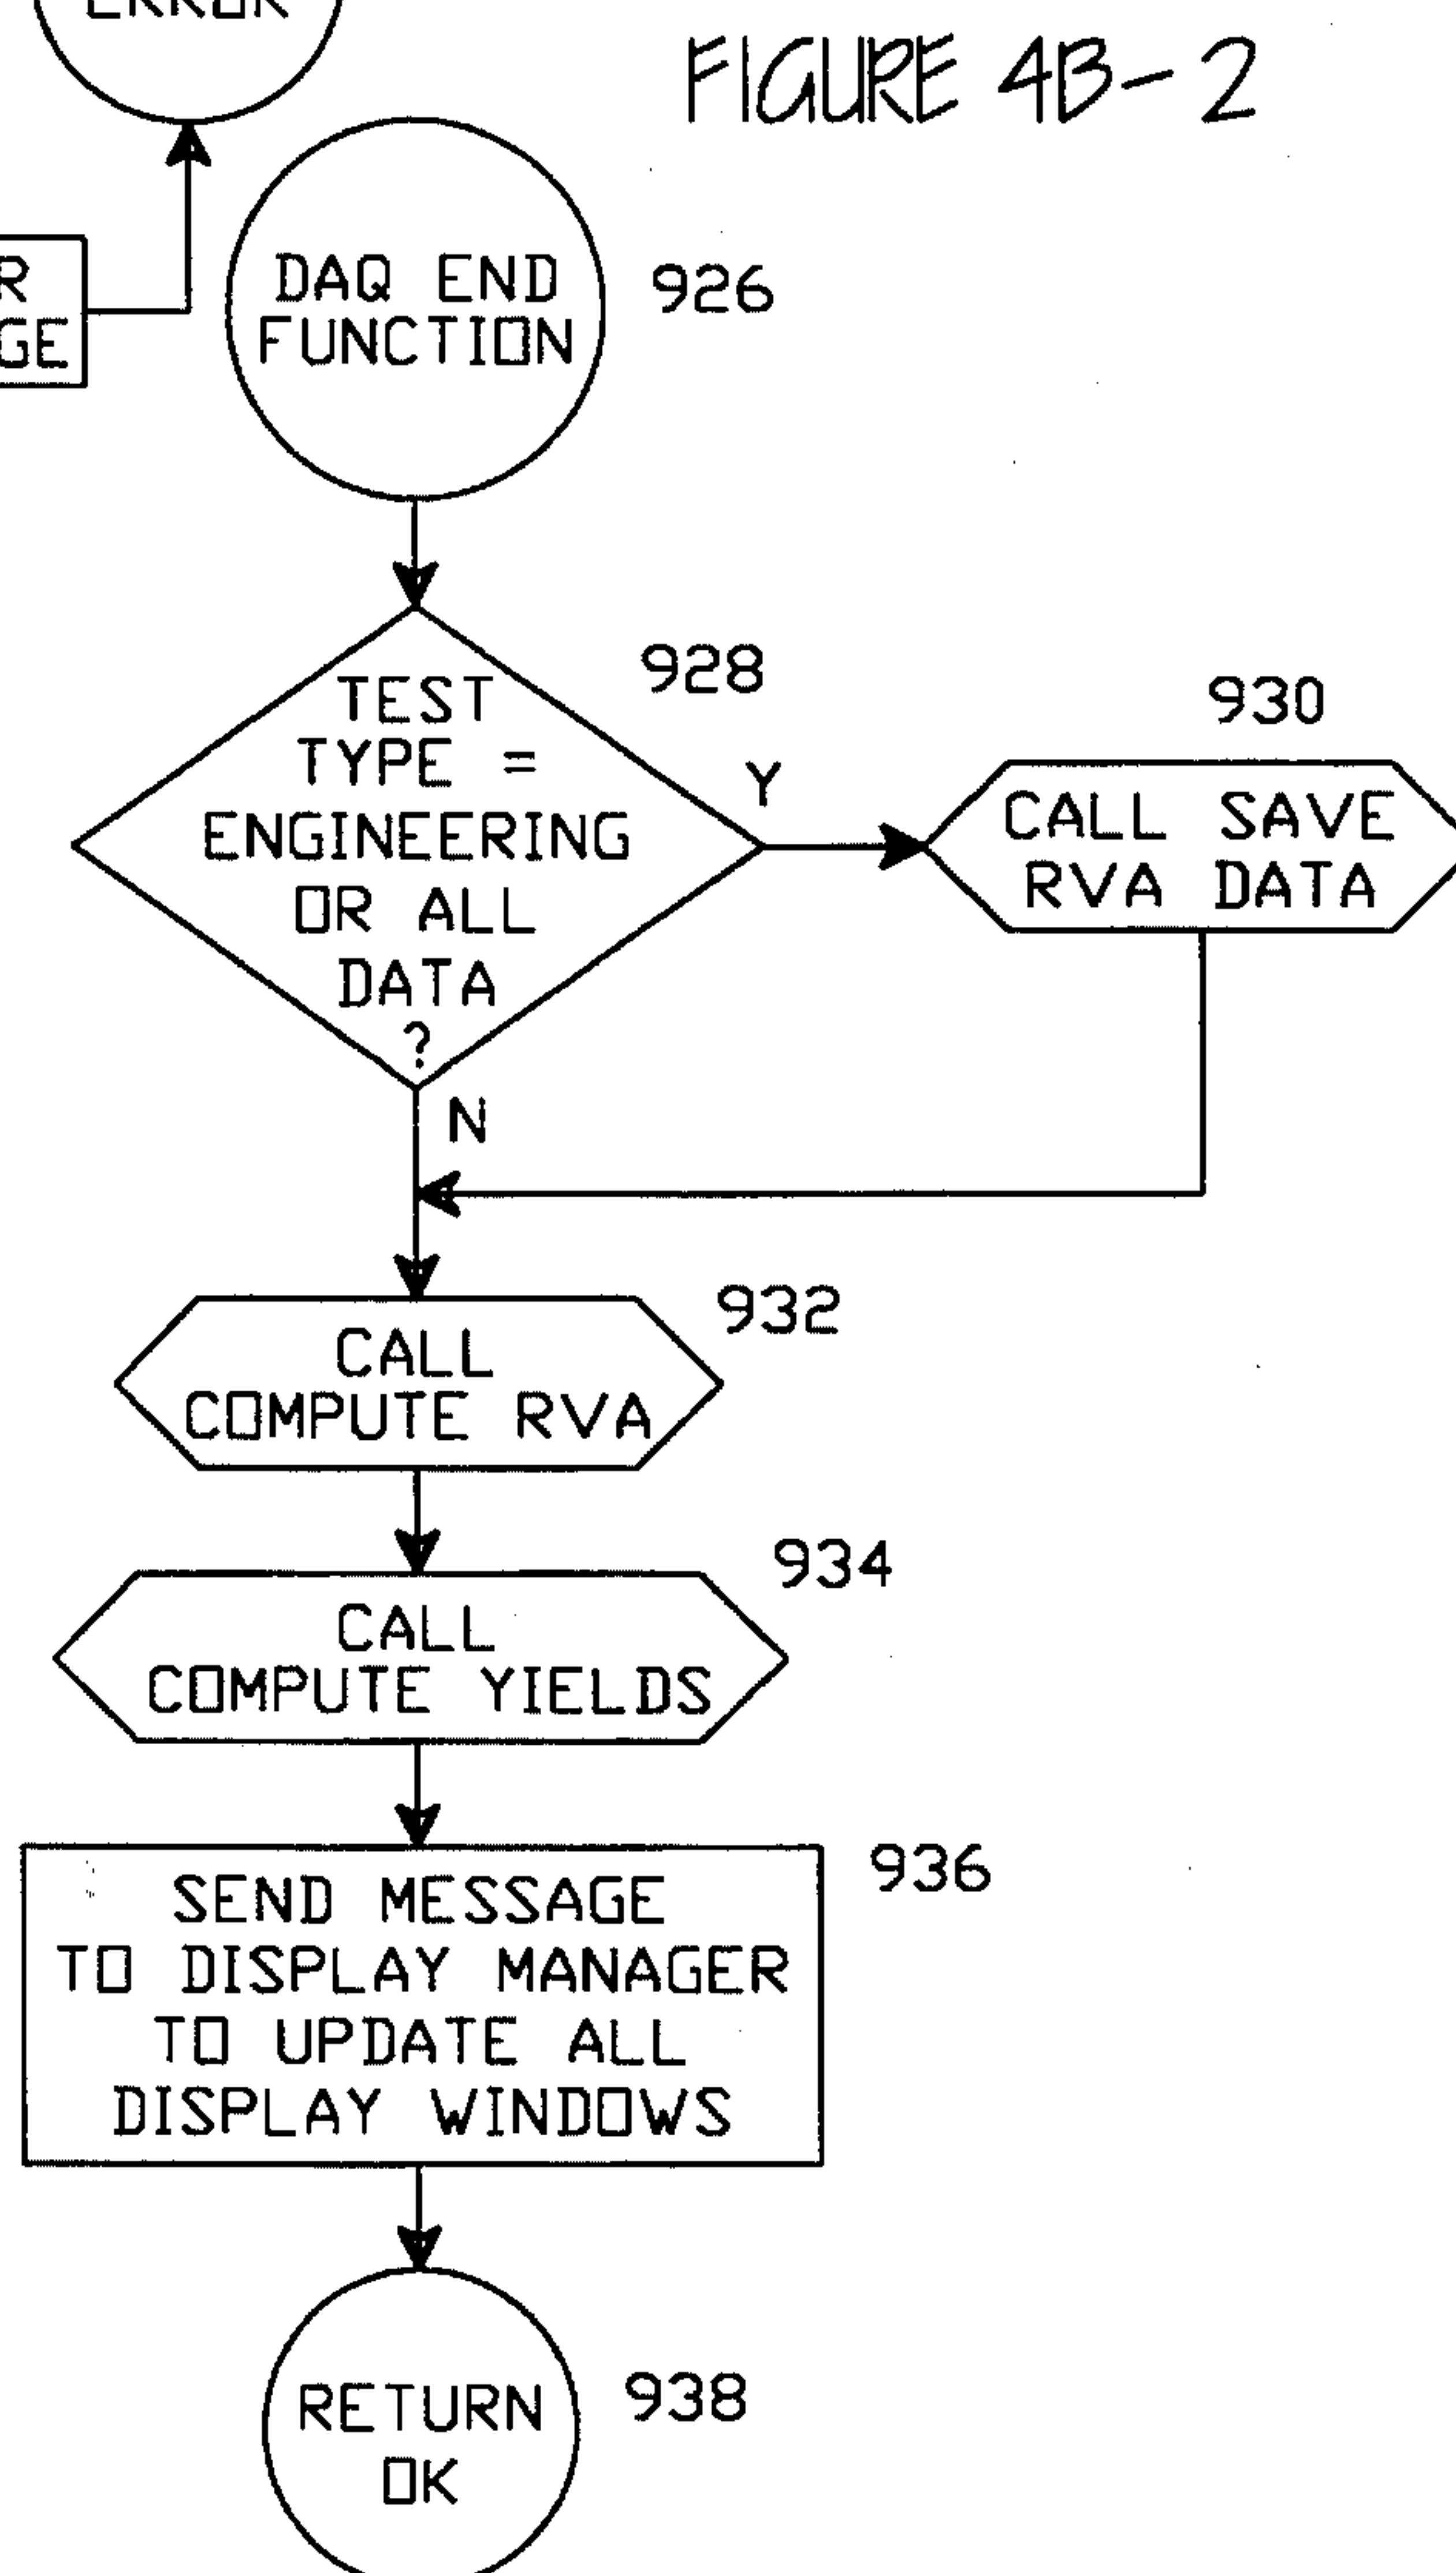 ERROR
FIGURE 4B-2
R
GE
DAQ END
FUNCTION
926
TEST
TYPE =
ENGINEERING
OR ALL
DATA
?
928
Y
930
CALL SAVE
RVA DATA
N
CALL
COMPUTE RVA
932
CALL
COMPUTE YIELDS
934
SEND MESSAGE
TO DISPLAY MANAGER
TO UPDATE ALL
DISPLAY WINDOWS
936
RETURN
OK
938